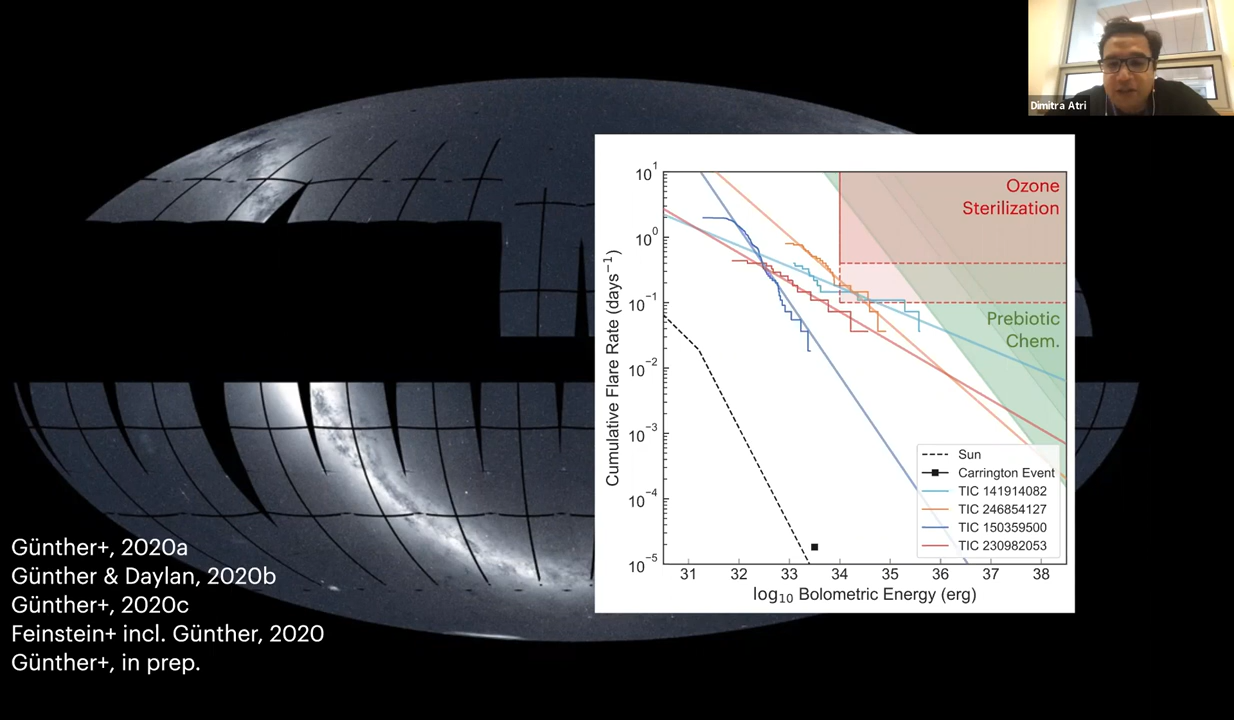 Dimitra Atri
Ozone
Sterilization
Prebiotic
Chem.
10¹
10⁰
10⁻¹
10⁻²
10⁻³
10⁻⁴
10⁻⁵
Cumulative Flare Rate (days⁻¹)
Sun
Carrington Event
TIC 141914082
TIC 246854127
TIC 150359500
TIC 230982053
31 32 33 34 35 36 37 38
log₁₀ Bolometric Energy (erg)
Günther+, 2020a
Günther & Daylan, 2020b
Günther+, 2020c
Feinstein+ incl. Günther, 2020
Günther+, in prep.